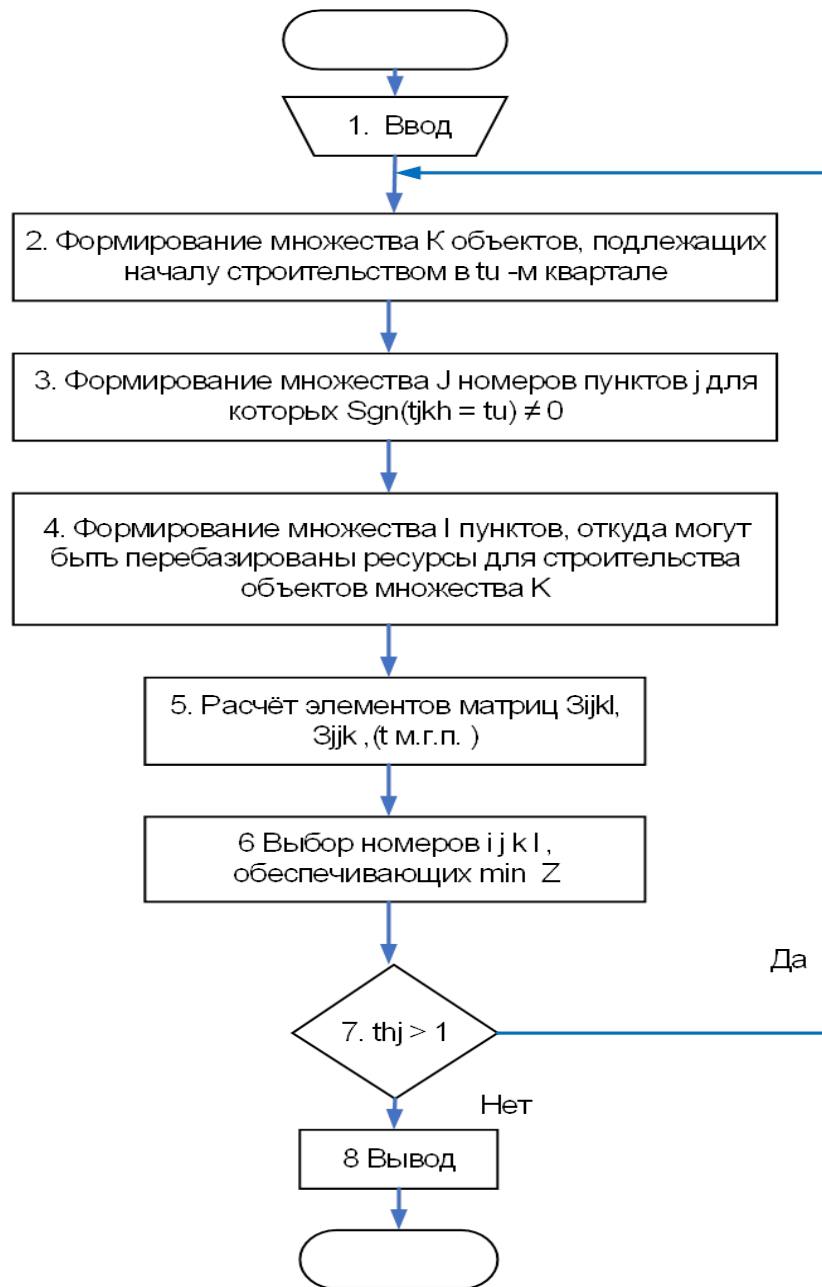 1. Ввод
2. Формирование множества К объектов, подлежащих
началу строительством в tu -м квартале
3. Формирование множества J номеров пунктов j для
которых Sgn(tjkh = tu) ≠ 0
4. Формирование множества I пунктов, откуда могут
быть перебазированы ресурсы для строительства
объектов множества K
5. Расчёт элементов матриц Зijkl,
Зjjk ,(t м.г.п. )
6 Выбор номеров i j k l ,
обеспечивающих min Z
Да
7. thj > 1
Нет
8 Вывод